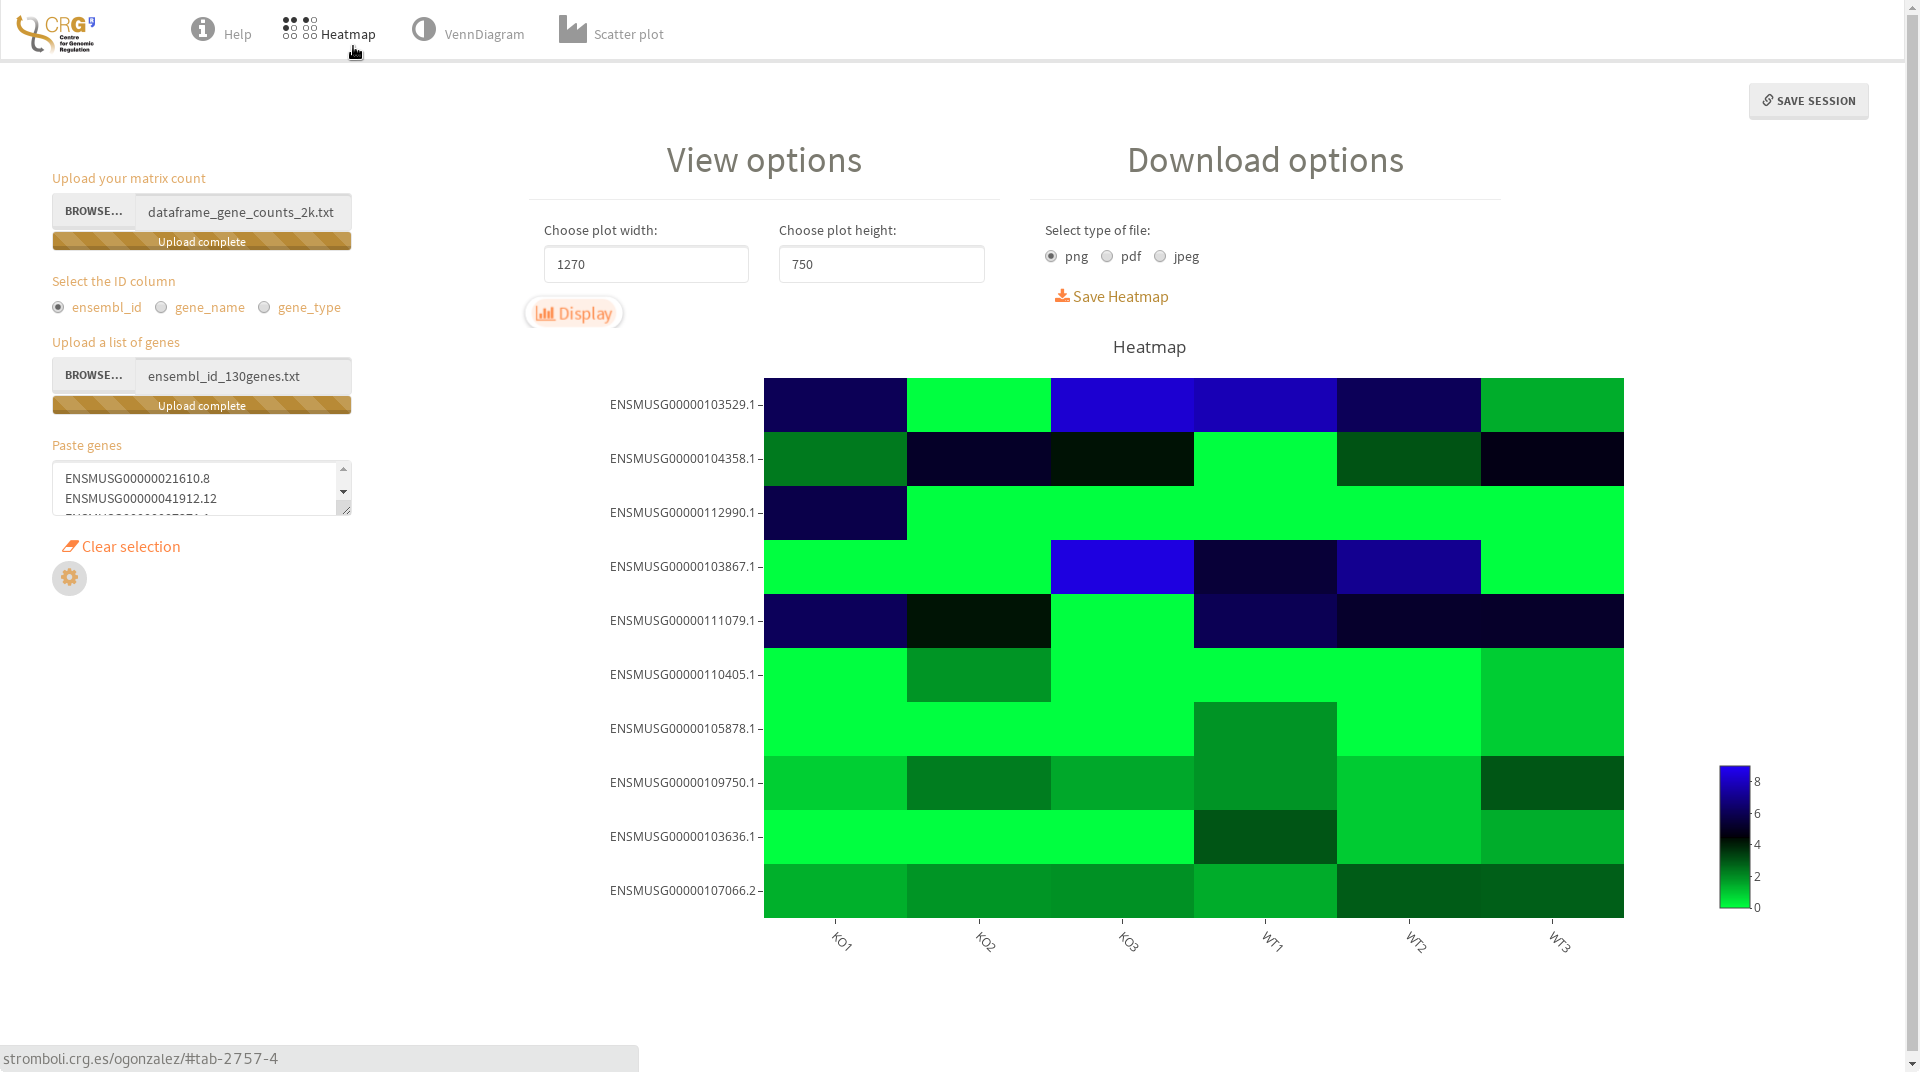 CRG
Centre
for Genomic
Regulation
Help
Heatmap
VennDiagram
Scatter plot
SAVE SESSION
View options
Download options
Upload your matrix count
BROWSE...
dataframe_gene_counts_2k.txt
Upload complete
Select the ID column
ensembl_id
gene_name
gene_type
Upload a list of genes
BROWSE...
ensembl_id_130genes.txt
Upload complete
Paste genes
ENSMUSG00000021610.8
ENSMUSG00000041912.12
Clear selection
Choose plot width:
1270
Choose plot height:
750
Display
Select type of file:
png
pdf
jpeg
Save Heatmap
Heatmap
ENSMUSG00000103529.1
ENSMUSG00000104358.1
ENSMUSG00000112990.1
ENSMUSG00000103867.1
ENSMUSG00000111079.1
ENSMUSG00000110405.1
ENSMUSG00000105878.1
ENSMUSG00000109750.1
ENSMUSG00000103636.1
ENSMUSG00000107066.2
KO1
KO2
KO3
WT1
WT2
WT3
8
6
4
2
0
stromboli.crg.es/ogonzalez/#tab-2757-4